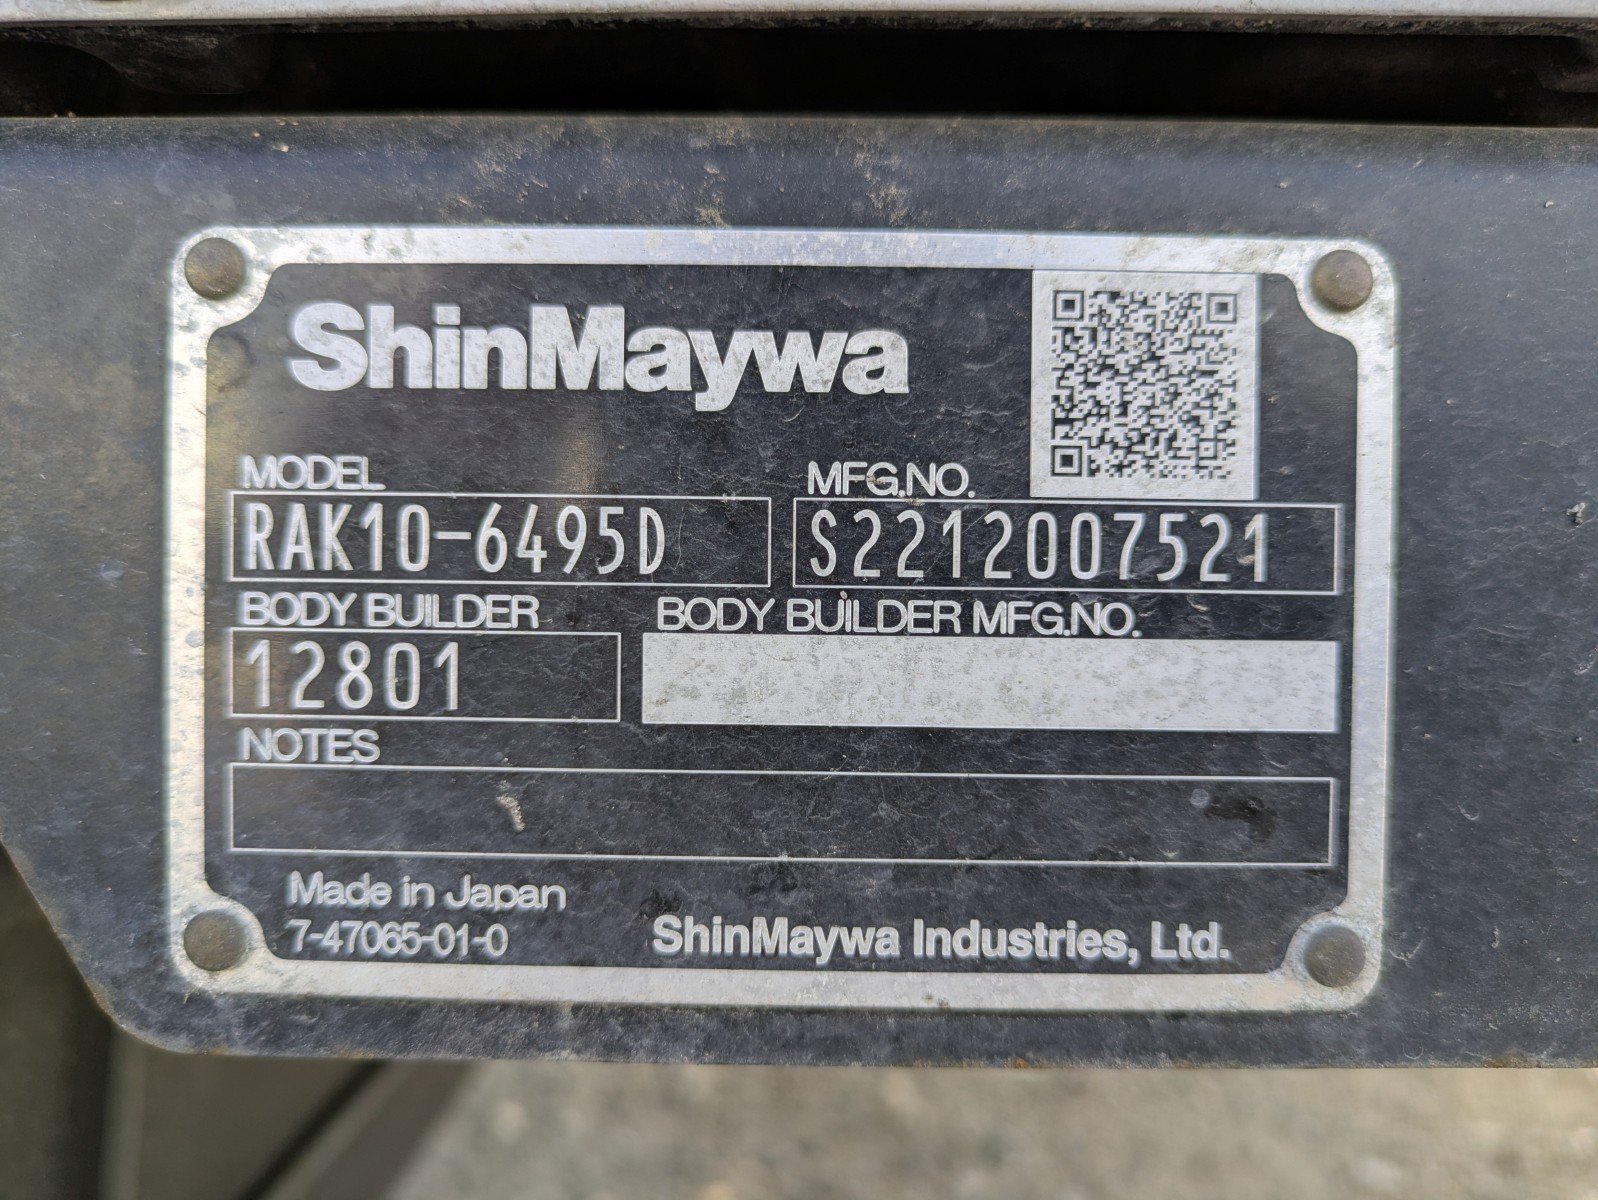 ShinMaywa
MODEL
MFG.NO.
RAK10-6495D
S2212007521
BODY BUILDER
BODY BUILDER MFG.NO.
12801
NOTES
Made in Japan
7-47065-01-0
ShinMaywa Industries, Ltd.